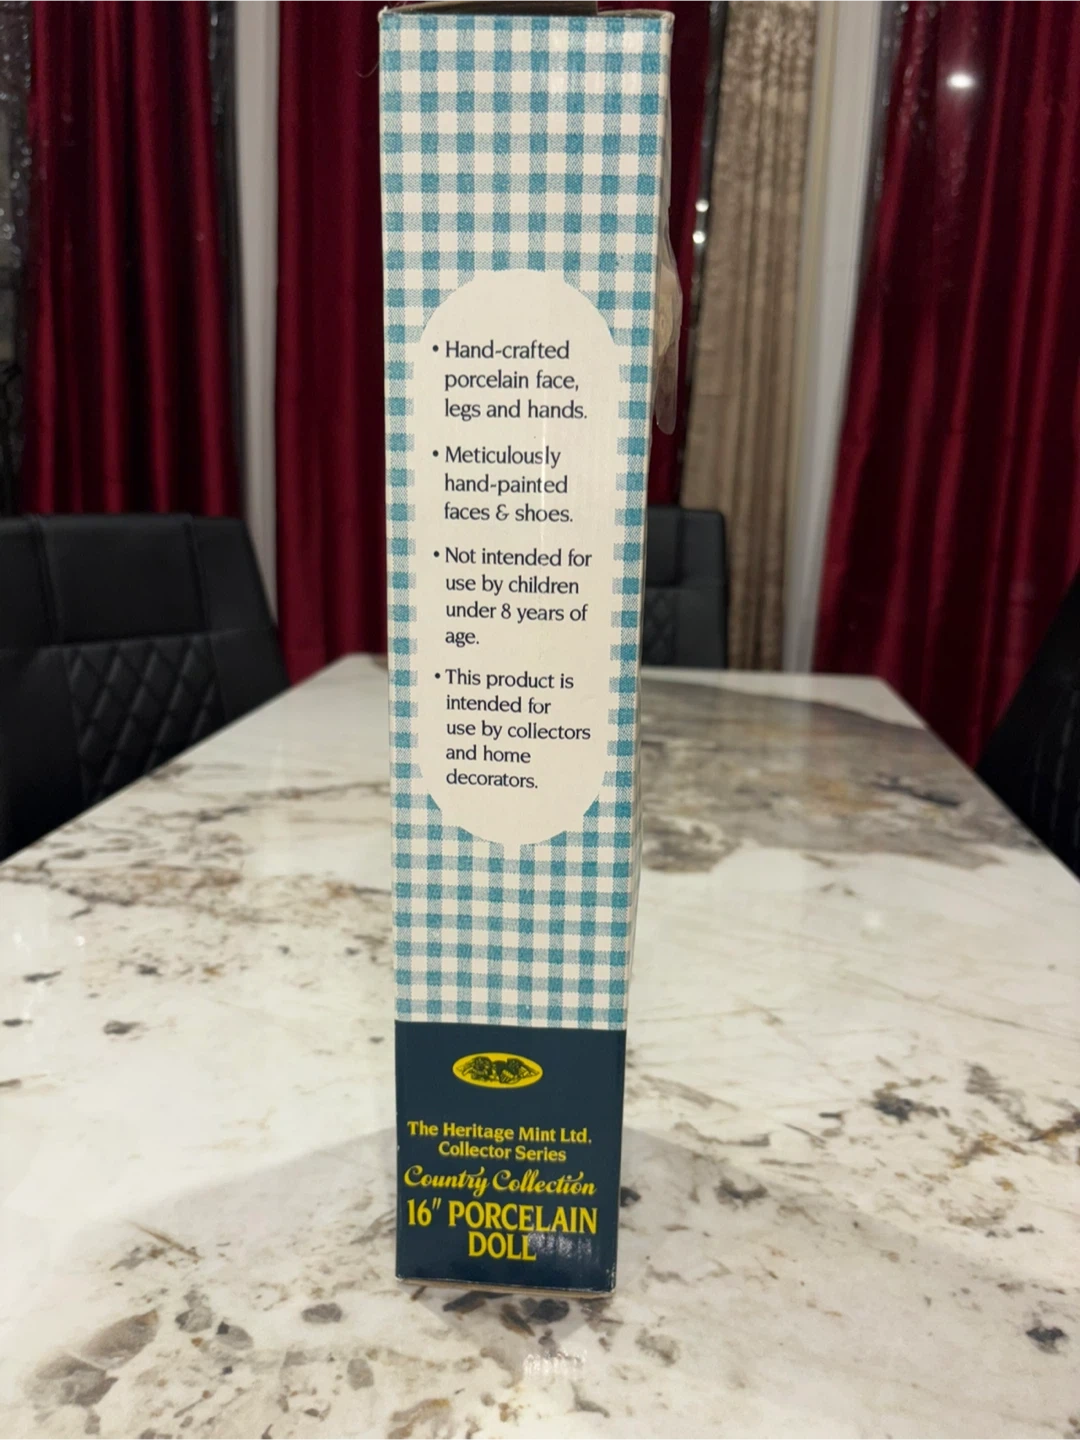 • Hand-crafted
porcelain face,
legs and hands.
• Meticulously
hand-painted
faces & shoes.
• Not intended for
use by children
under 8 years of
age.
• This product is
intended for
use by collectors
and home
decorators.
The Heritage Mint Ltd.
Collector Series
Country Collection
16" PORCELAIN
DOLL